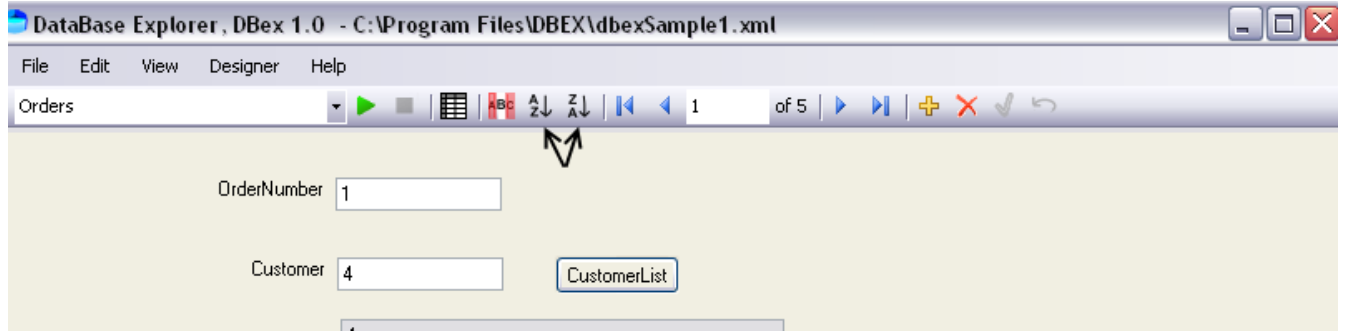 DataBase Explorer, DBex 1.0 - C:\Program Files\DBEX\dbexSample1.xml
File Edit View Designer Help
Orders ABC A Z Z A 1 of 5
OrderNumber 1
Customer 4 CustomerList